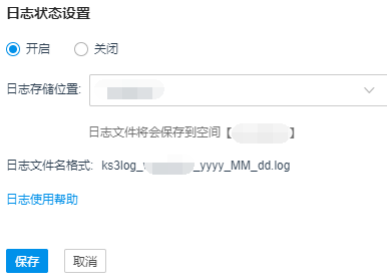 日志状态设置
开启 关闭
日志存储位置:
日志文件将会保存到空间【 】
日志文件名格式: ks3log_ _yyyy_MM_dd.log
日志使用帮助
保存 取消